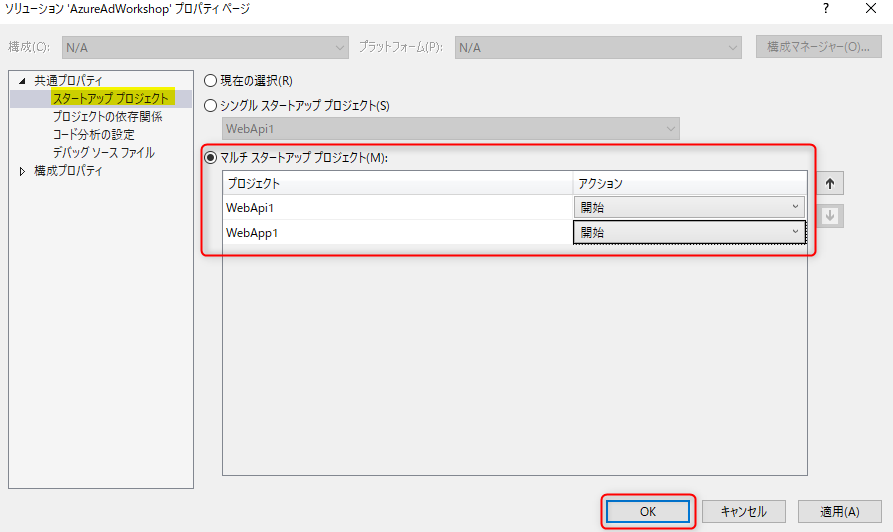 ソリューション 'AzureAdWorkshop' プロパティ ページ ?
構成(C): N/A プラットフォーム(P): N/A 構成マネージャー(O)...
共通プロパティ
スタートアップ プロジェクト
プロジェクトの依存関係
コード分析の設定
デバッグ ソース ファイル
構成プロパティ
現在の選択(R)
シングル スタートアップ プロジェクト(S)
WebApi1
マルチ スタートアップ プロジェクト(M):
プロジェクト アクション
WebApi1 開始
WebApp1 開始
OK キャンセル 適用(A)